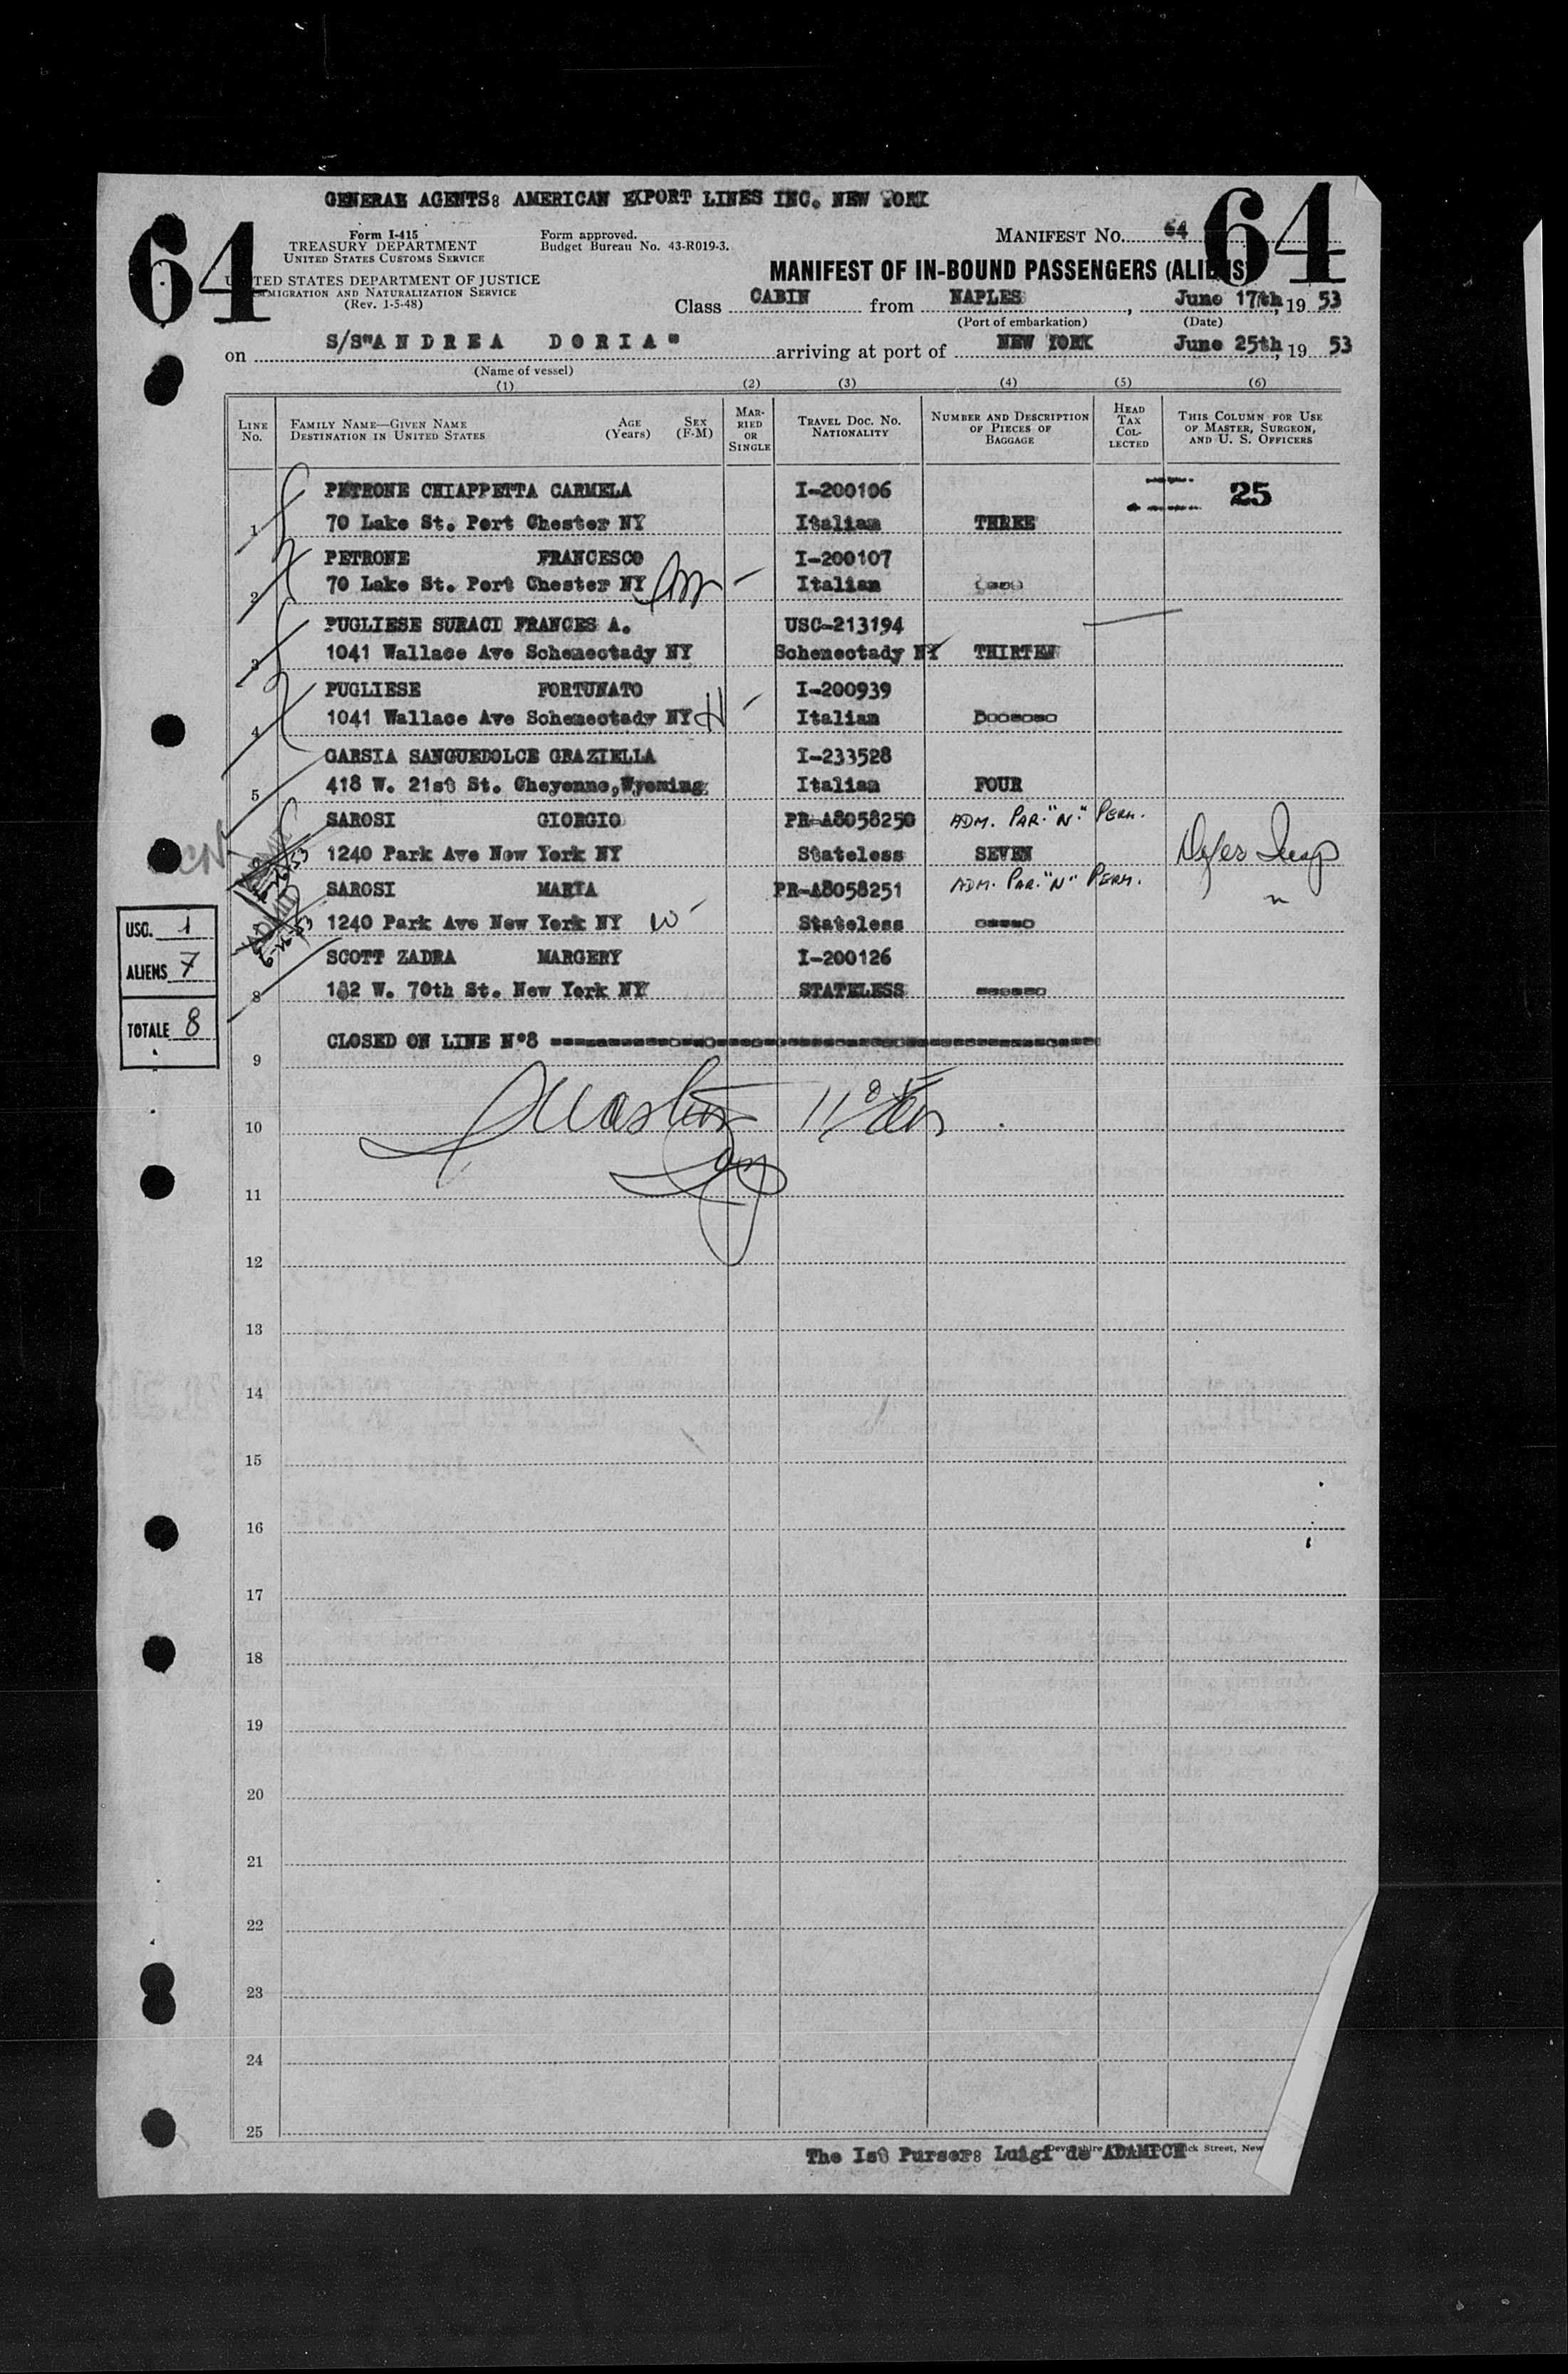 GENERAL AGENTS: AMERICAN EXPORT LINES INC. NEW YORK
64
64
Form I-415
TREASURY DEPARTMENT
UNITED STATES CUSTOMS SERVICE
UNITED STATES DEPARTMENT OF JUSTICE
IMMIGRATION AND NATURALIZATION SERVICE
(Rev. 1-5-48)
Form approved.
Budget Bureau No. 43-R019-3.
MANIFEST NO. 64
MANIFEST OF IN-BOUND PASSENGERS (ALIENS)
Class CABIN from NAPLES, June 17th, 19 53
(Port of embarkation) (Date)
on S/S"ANDREA DORIA" arriving at port of NEW YORK June 25th, 19 53
(Name of vessel)
(1) (2) (3) (4) (5) (6)
LINE NO.
FAMILY NAME—GIVEN NAME DESTINATION IN UNITED STATES
AGE (Years)
SEX (F-M)
MARRIED OR SINGLE
TRAVEL DOC. NO. NATIONALITY
NUMBER AND DESCRIPTION OF PIECES OF BAGGAGE
HEAD TAX COLLECTED
THIS COLUMN FOR USE OF MASTER, SURGEON, AND U. S. OFFICERS
PETRONE CHIAPPETTA CARMELA I-200106 25
1 70 Lake St. Port Chester NY Italian THREE
PETRONE FRANCESCO I-200107
2 70 Lake St. Port Chester NY Italian
PUGLIESE SURACI FRANCES A. USC-213194
3 1041 Wallace Ave Schenectady NY Schenectady NY THIRTEN
PUGLIESE FORTUNATO I-200939
4 1041 Wallace Ave Schenectady NY Italian
GARSIA SANGUEDOLCE GRAZIELLA I-233528
5 418 W. 21st St. Cheyenne, Wyoming Italian FOUR
SAROSI GIORGIO PR-A8058250 ADM. PAR. "N" PERM.
1240 Park Ave New York NY Stateless SEVEN
SAROSI MARTA PR-A8058251 ADM. PAR. "N" PERM.
1240 Park Ave New York NY Stateless
SCOTT ZADRA MARGERY I-200126
8 182 W. 70th St. New York NY STATELESS
USC. 1
ALIENS 7
TOTALE 8
CLOSED ON LINE N°8
9
10
11
12
13
14
15
16
17
18
19
20
21
22
23
24
25
The Ist Purser: Luigi de ADAMICH